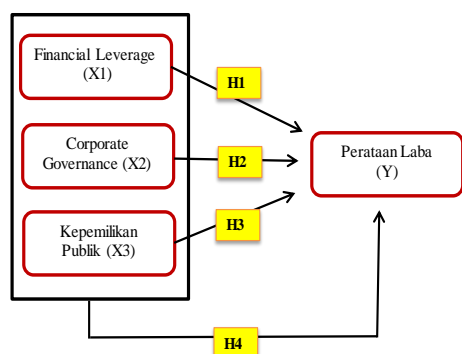 Financial Leverage
(X1)
H1
Corporate
Governance (X2)
H2
Perataan Laba
(Y)
Kepemilikan
Publik (X3)
H3
H4